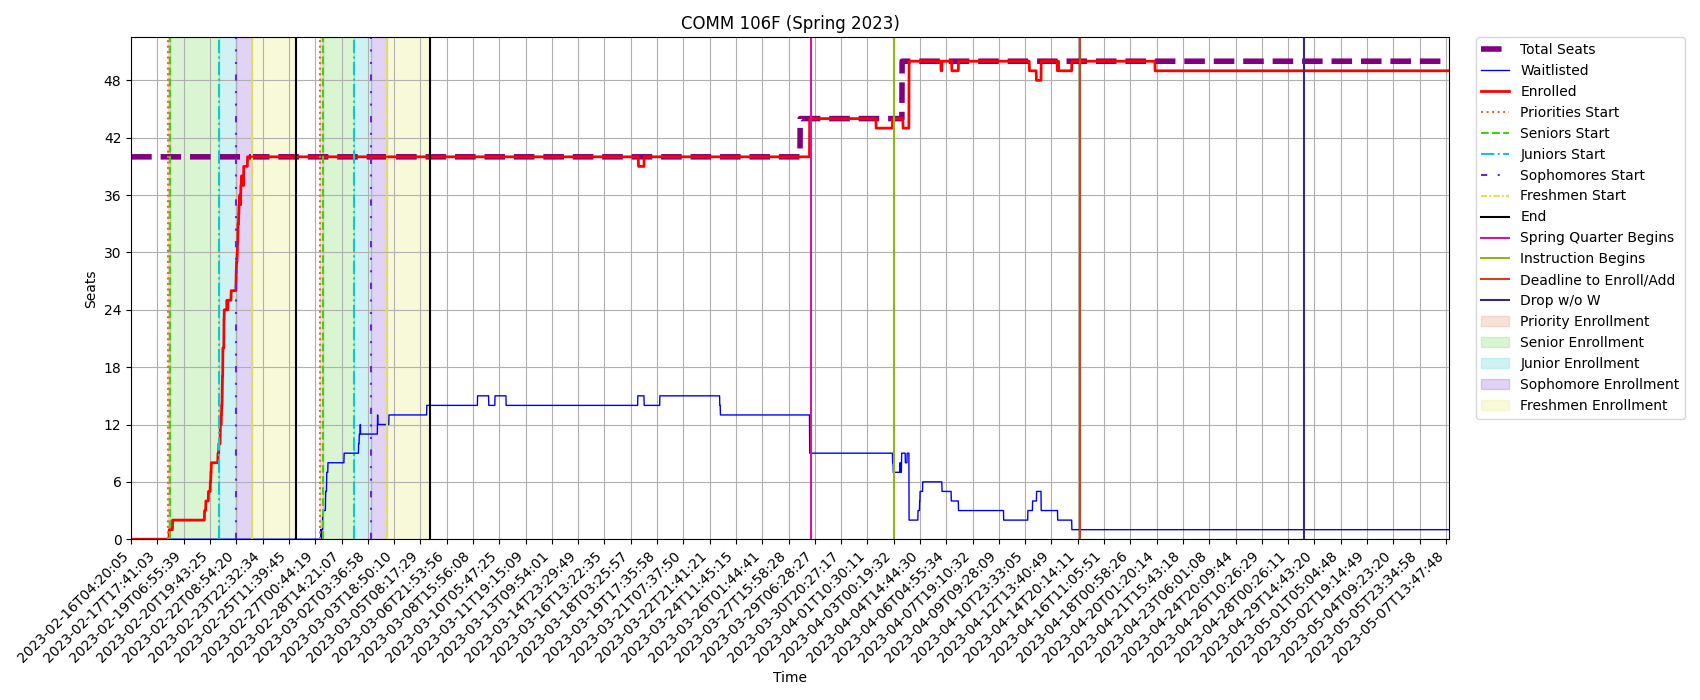 COMM 106F (Spring 2023)
Seats
48
42
36
30
24
18
12
6
0
2023-02-16T04:20:05
2023-02-17T17:41:03
2023-02-19T06:55:39
2023-02-20T19:43:25
2023-02-22T08:54:20
2023-02-23T22:32:34
2023-02-25T11:39:45
2023-02-27T00:44:19
2023-02-28T14:21:07
2023-03-02T03:36:58
2023-03-03T18:50:10
2023-03-05T08:17:29
2023-03-06T21:53:56
2023-03-08T15:56:08
2023-03-10T05:47:25
2023-03-11T19:15:09
2023-03-13T09:54:01
2023-03-14T23:29:49
2023-03-16T13:22:35
2023-03-18T03:25:57
2023-03-19T17:35:58
2023-03-21T07:37:50
2023-03-22T21:41:21
2023-03-24T11:45:15
2023-03-26T01:44:41
2023-03-27T15:58:28
2023-03-29T06:28:27
2023-03-30T20:27:17
2023-04-01T10:30:11
2023-04-03T00:19:32
2023-04-04T14:44:30
2023-04-06T04:55:34
2023-04-07T19:10:32
2023-04-09T09:28:09
2023-04-10T23:33:05
2023-04-12T13:40:49
2023-04-14T20:14:11
2023-04-16T11:05:51
2023-04-18T00:58:26
2023-04-20T01:20:14
2023-04-21T15:43:18
2023-04-23T06:01:08
2023-04-24T20:09:44
2023-04-26T10:26:29
2023-04-28T00:26:11
2023-04-29T14:43:20
2023-05-01T05:04:48
2023-05-02T19:14:49
2023-05-04T09:23:20
2023-05-05T23:34:58
2023-05-07T13:47:48
Time
Total Seats
Waitlisted
Enrolled
Priorities Start
Seniors Start
Juniors Start
Sophomores Start
Freshmen Start
End
Spring Quarter Begins
Instruction Begins
Deadline to Enroll/Add
Drop w/o W
Priority Enrollment
Senior Enrollment
Junior Enrollment
Sophomore Enrollment
Freshmen Enrollment